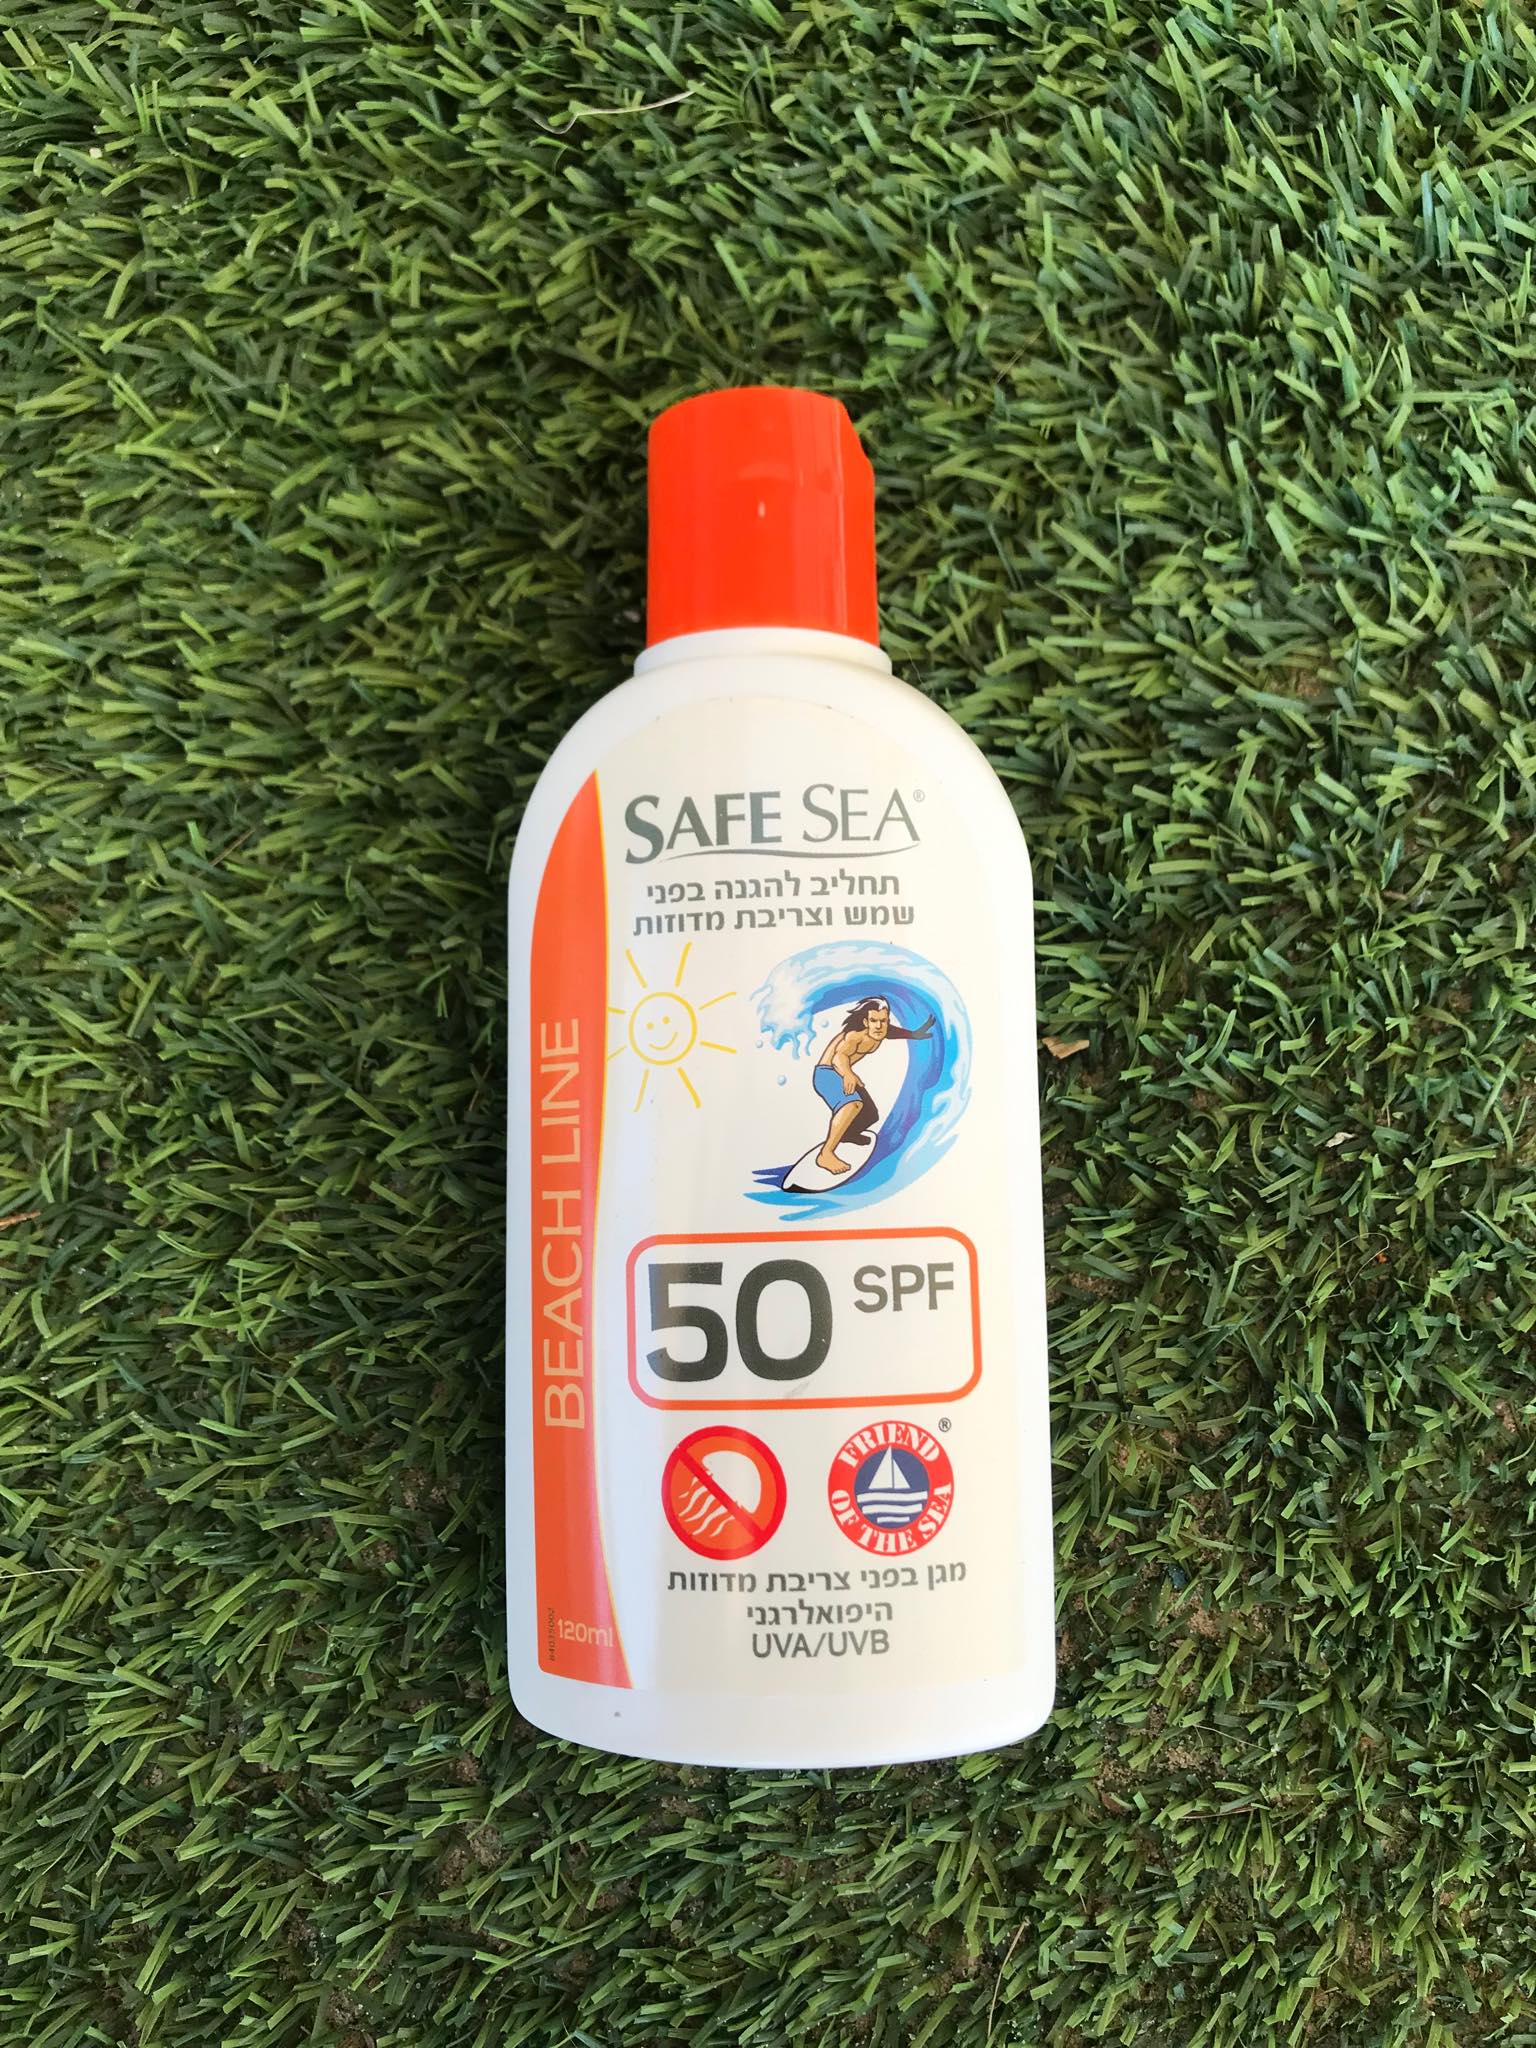 SAFE SEA®
תחליב להגנה בפני
שמש וצריבת מדוזות
BEACH LINE
50 SPF
FRIEND OF THE SEA ®
מגן בפני צריבת מדוזות
היפואלרגני
UVA/UVB
120ml